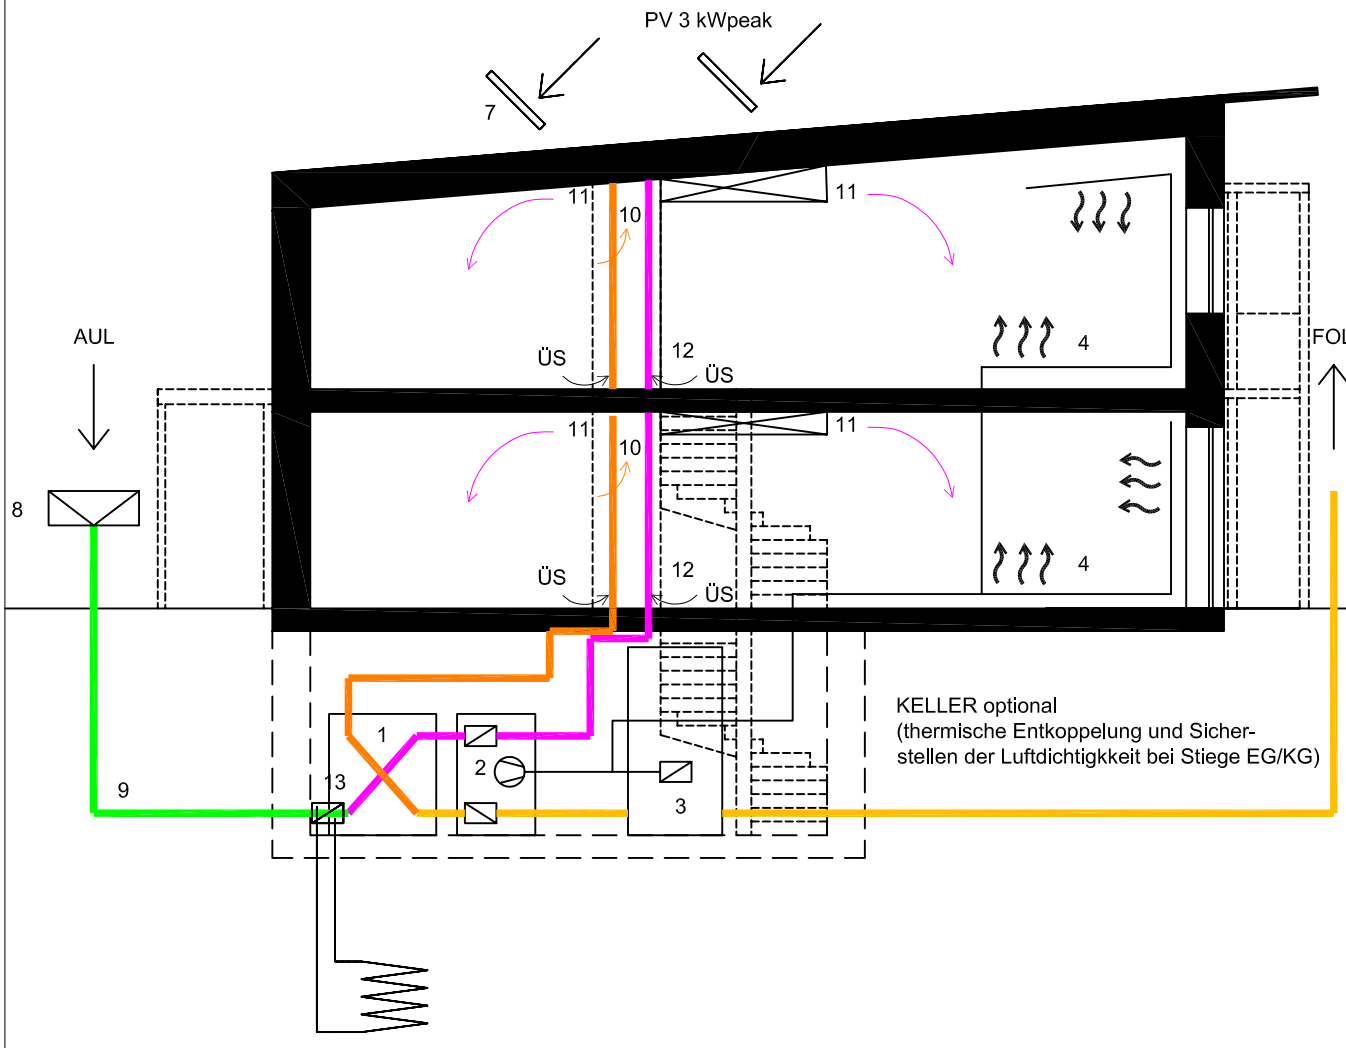 PV 3 kWpeak
7
11
10
11
AUL
4
FOL
ÜS
12
ÜS
11
10
11
8
ÜS
12
ÜS
4
KELLER optional
(thermische Entkoppelung und Sicher-
stellen der Luftdichtigkkeit bei Stiege EG/KG)
1
2
13
9
3